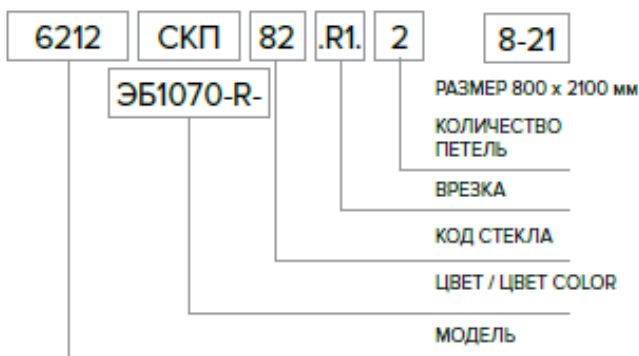 6212 СКП 82 .R1. 2 8-21
ЭБ1070-R-
РАЗМЕР 800 x 2100 мм
КОЛИЧЕСТВО
ПЕТЕЛЬ
ВРЕЗКА
КОД СТЕКЛА
ЦВЕТ / ЦВЕТ COLOR
МОДЕЛЬ